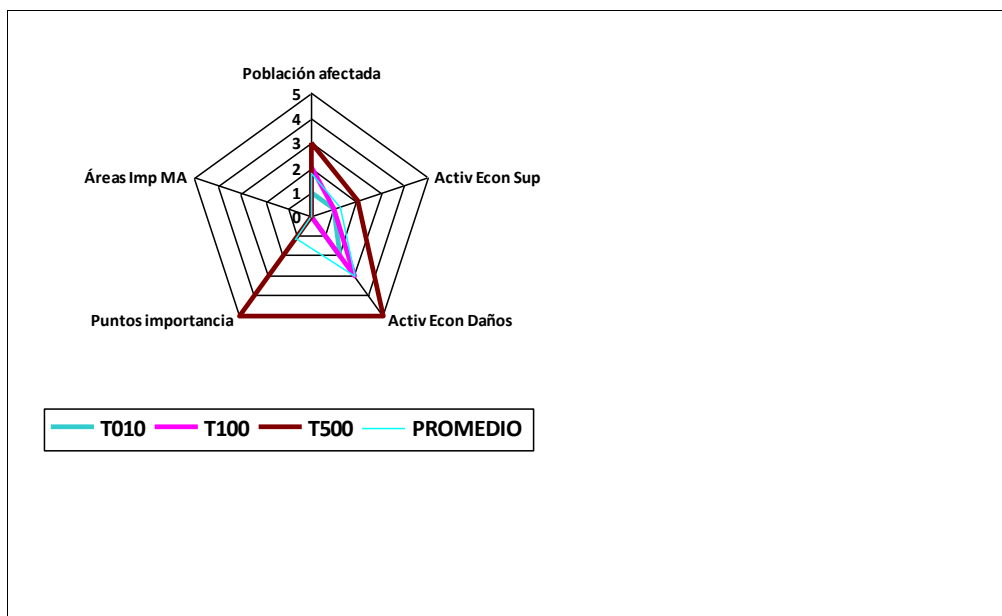 Población afectada
5
4
3
2
1
0
Áreas Imp MA
Activ Econ Sup
Puntos importancia
Activ Econ Daños
T010 T100 T500 PROMEDIO